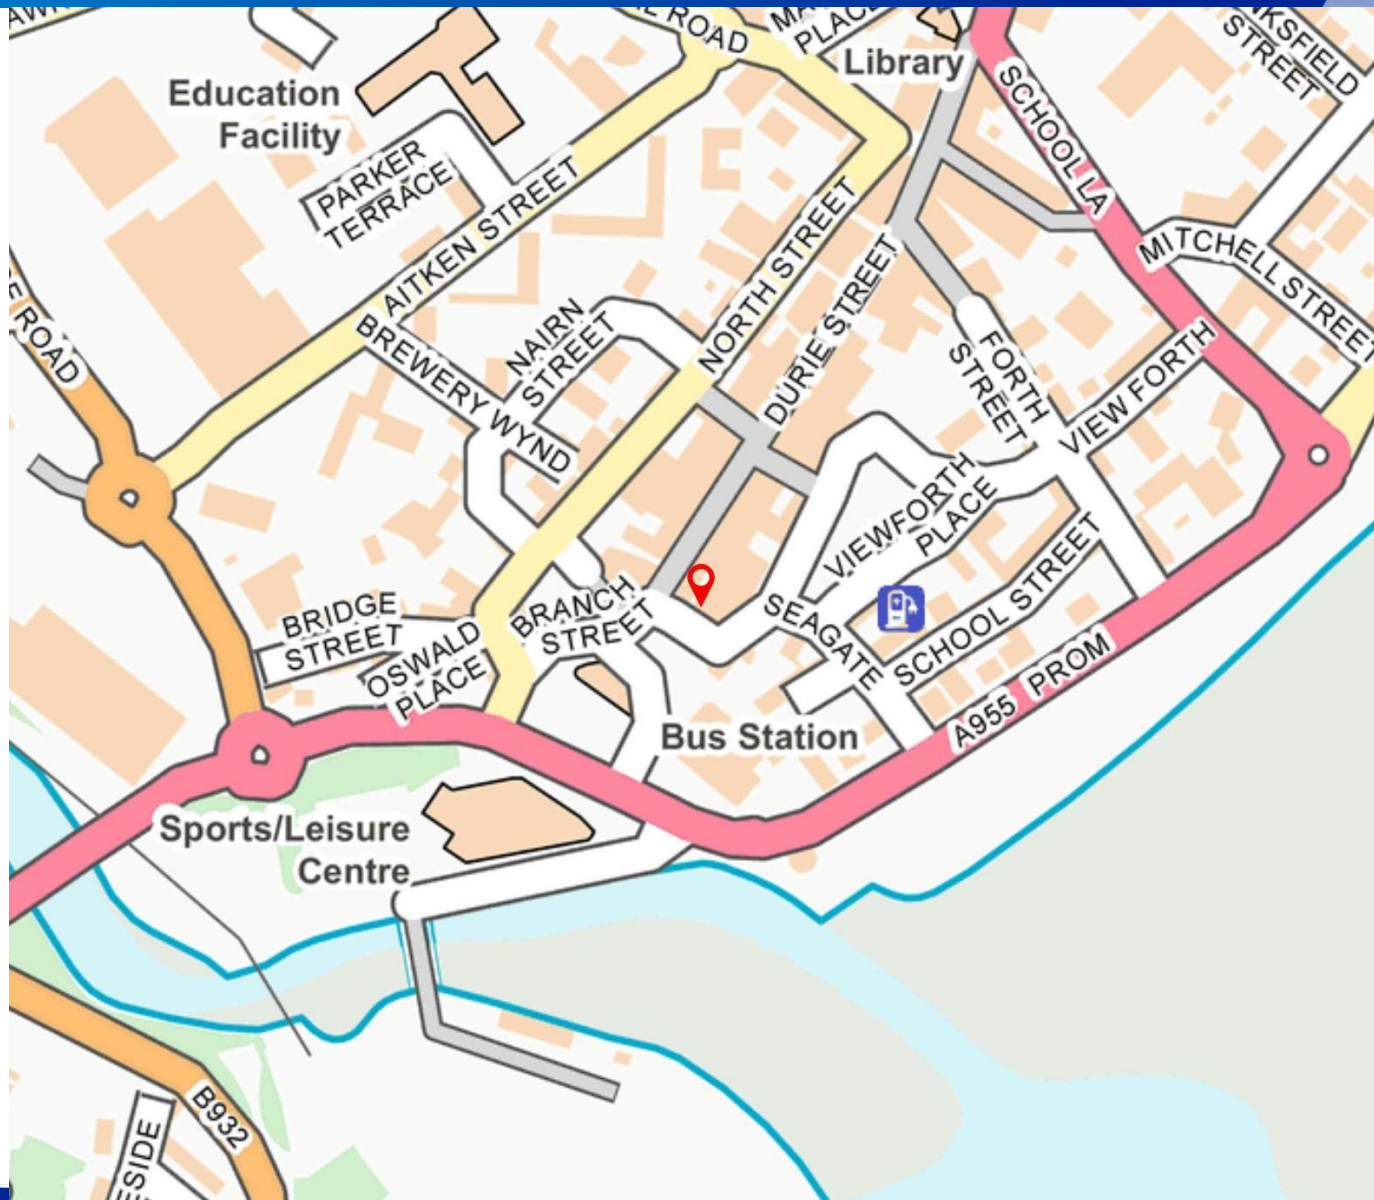 ROAD
PLACE
Library
STREET
SCHOOL LA
Education
Facility
PARKER
TERRACE
AITKEN STREET
NORTH STREET
DURIE STREET
MITCHELL STREET
ROAD
BREWERY WYND
NAIRN
STREET
FORTH
STREET
VIEW FORTH
VIEWFORTH
PLACE
SCHOOL STREET
SEAGATE
BRIDGE
STREET
BRANCH
STREET
OSWALD
PLACE
A955 PROM
Bus Station
Sports/Leisure
Centre
B932